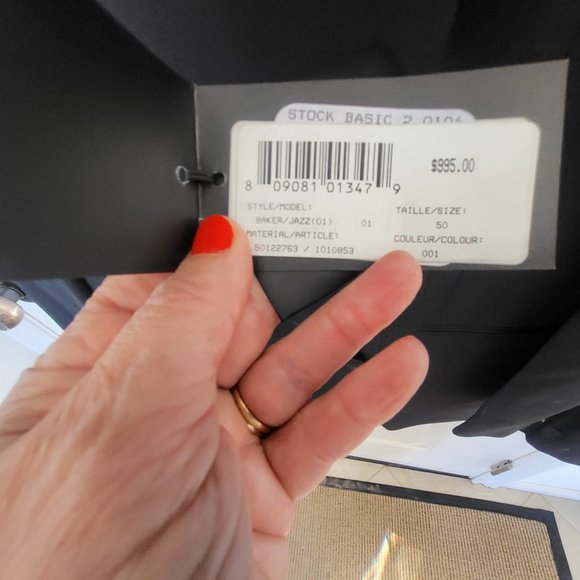 STOCK BASIC 2 0104
$995.00
8 09081 01347 9
STYLE/MODEL:
BAKER/JAZZ(01) 01
MATERIAL/ARTICLE:
50122763 / 1010853
TAILLE/SIZE:
50
COULEUR/COLOUR:
001